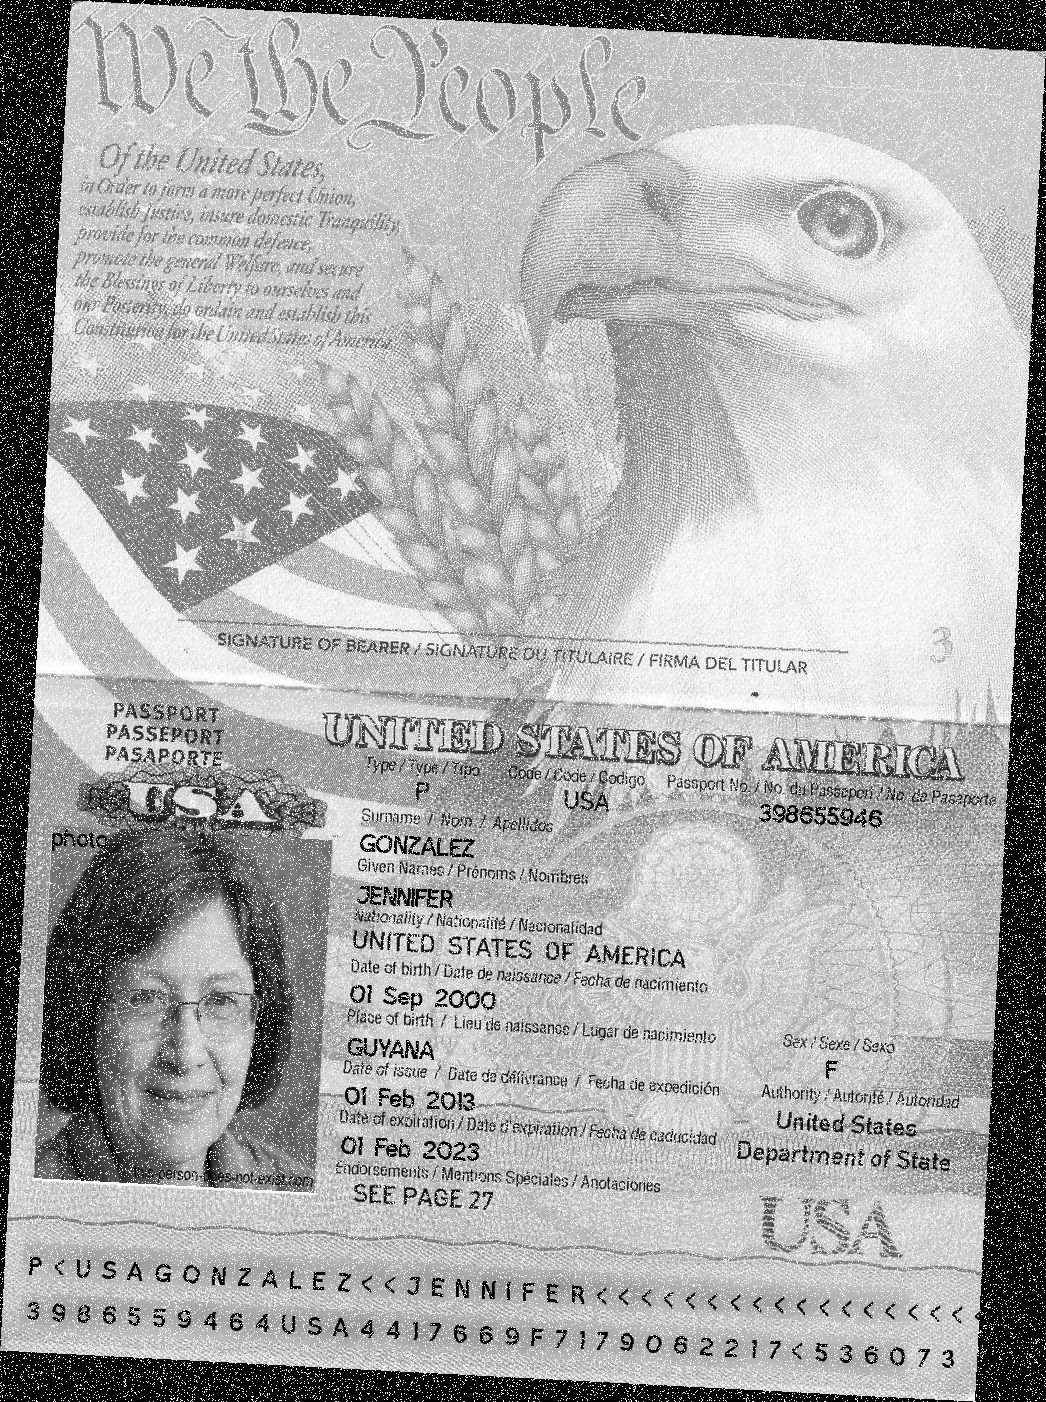 We the People
Of the United States,
in Order to form a more perfect Union,
establish Justice, insure domestic Tranquility,
provide for the common defence,
promote the general Welfare, and secure
the Blessings of Liberty to ourselves and
our Posterity, do ordain and establish this
Constitution for the United States of America.
SIGNATURE OF BEARER / SIGNATURE DU TITULAIRE / FIRMA DEL TITULAR
3
PASSPORT
PASSEPORT
PASAPORTE
USA
UNITED STATES OF AMERICA
Type / Type / Tipo Code / Code / Codigo Passport No. / No. du Passeport / No. de Pasaporte
P USA 398655946
Surname / Nom / Apellidos
GONZALEZ
Given Names / Prénoms / Nombres
JENNIFER
Nationality / Nationalité / Nacionalidad
UNITED STATES OF AMERICA
Date of birth / Date de naissance / Fecha de nacimiento
01 Sep 2000
Place of birth / Lieu de naissance / Lugar de nacimiento
GUYANA
Sex / Sexe / Sexo
F
Date of issue / Date de délivrance / Fecha de expedición
01 Feb 2013
Authority / Autorité / Autoridad
United States
Department of State
Date of expiration / Date d'expiration / Fecha de caducidad
01 Feb 2023
Endorsements / Mentions Spéciales / Anotaciones
SEE PAGE 27
USA
photo
this-person-does-not-exist.com
P<USAGONZALEZ<<JENNIFER<<<<<<<<<<<<<<<<<<
3986559464USA4417669F7179062217<536073